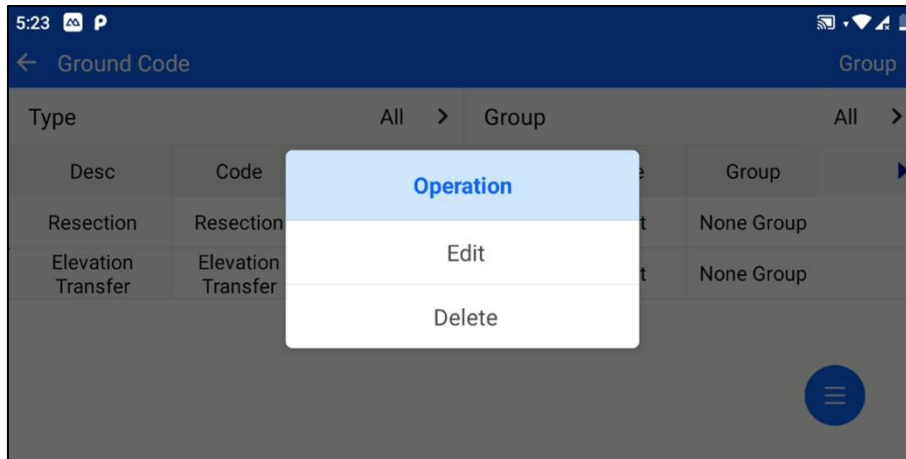 5:23
Ground Code
Group
Type All > Group All >
Desc Code Group
Operation
Resection Resection t None Group
Edit
Elevation Transfer Elevation Transfer t None Group
Delete